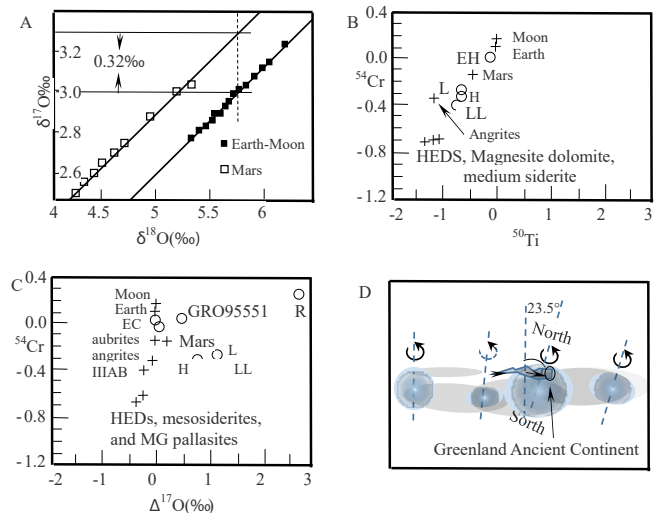 A
3.2
3.0
2.8
2.6
δ¹⁷O‰
0.32‰
Earth-Moon
Mars
4
4.5
5
5.5
6
δ¹⁸O(‰)
B
0.4
0.0
-0.4
-0.8
-1.2
⁵⁴Cr
Moon
Earth
EH
Mars
L
H
LL
Angrites
HEDS, Magnesite dolomite,
medium siderite
-2
-1
0
1
2
3
⁵⁰Ti
C
0.4
0.0
-0.4
-0.8
-1.2
⁵⁴Cr
Moon
Earth
EC
GRO95551
R
aubrites
Mars
angrites
L
IIIAB
H
LL
HEDs, mesosiderites,
and MG pallasites
-2
-1
0
1
2
3
Δ¹⁷O(‰)
D
23.5°
North
Sorth
Greenland Ancient Continent